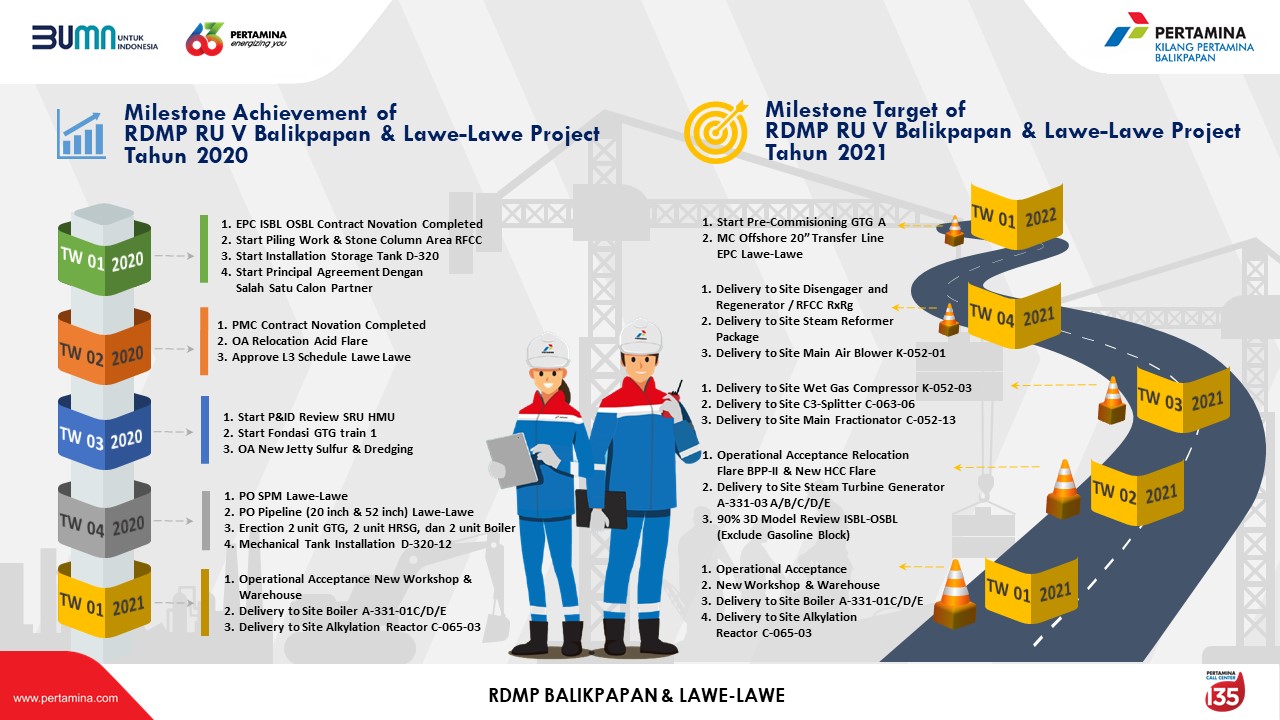 BUMN UNTUK
INDONESIA
63 PERTAMINA
energizing you
PERTAMINA
KILANG PERTAMINA
BALIKPAPAN
Milestone Achievement of
RDMP RU V Balikpapan & Lawe-Lawe Project
Tahun 2020
TW 01 2020
1. EPC ISBL OSBL Contract Novation Completed
2. Start Piling Work & Stone Column Area RFCC
3. Start Installation Storage Tank D-320
4. Start Principal Agreement Dengan
Salah Satu Calon Partner
TW 02 2020
1. PMC Contract Novation Completed
2. OA Relocation Acid Flare
3. Approve L3 Schedule Lawe Lawe
TW 03 2020
1. Start P&ID Review SRU HMU
2. Start Fondasi GTG train 1
3. OA New Jetty Sulfur & Dredging
TW 04 2020
1. PO SPM Lawe-Lawe
2. PO Pipeline (20 inch & 52 inch) Lawe-Lawe
3. Erection 2 unit GTG, 2 unit HRSG, dan 2 unit Boiler
4. Mechanical Tank Installation D-320-12
TW 01 2021
1. Operational Acceptance New Workshop &
Warehouse
2. Delivery to Site Boiler A-331-01C/D/E
3. Delivery to Site Alkylation Reactor C-065-03
Milestone Target of
RDMP RU V Balikpapan & Lawe-Lawe Project
Tahun 2021
1. Start Pre-Commisioning GTG A
2. MC Offshore 20” Transfer Line
EPC Lawe-Lawe
TW 01 2022
1. Delivery to Site Disengager and
Regenerator / RFCC RxRg
2. Delivery to Site Steam Reformer
Package
3. Delivery to Site Main Air Blower K-052-01
TW 04 2021
1. Delivery to Site Wet Gas Compressor K-052-03
2. Delivery to Site C3-Splitter C-063-06
3. Delivery to Site Main Fractionator C-052-13
TW 03 2021
1. Operational Acceptance Relocation
Flare BPP-II & New HCC Flare
2. Delivery to Site Steam Turbine Generator
A-331-03 A/B/C/D/E
3. 90% 3D Model Review ISBL-OSBL
(Exclude Gasoline Block)
TW 02 2021
1. Operational Acceptance
2. New Workshop & Warehouse
3. Delivery to Site Boiler A-331-01C/D/E
4. Delivery to Site Alkylation
Reactor C-065-03
TW 01 2021
www.pertamina.com
RDMP BALIKPAPAN & LAWE-LAWE
PERTAMINA
CALL CENTER
135